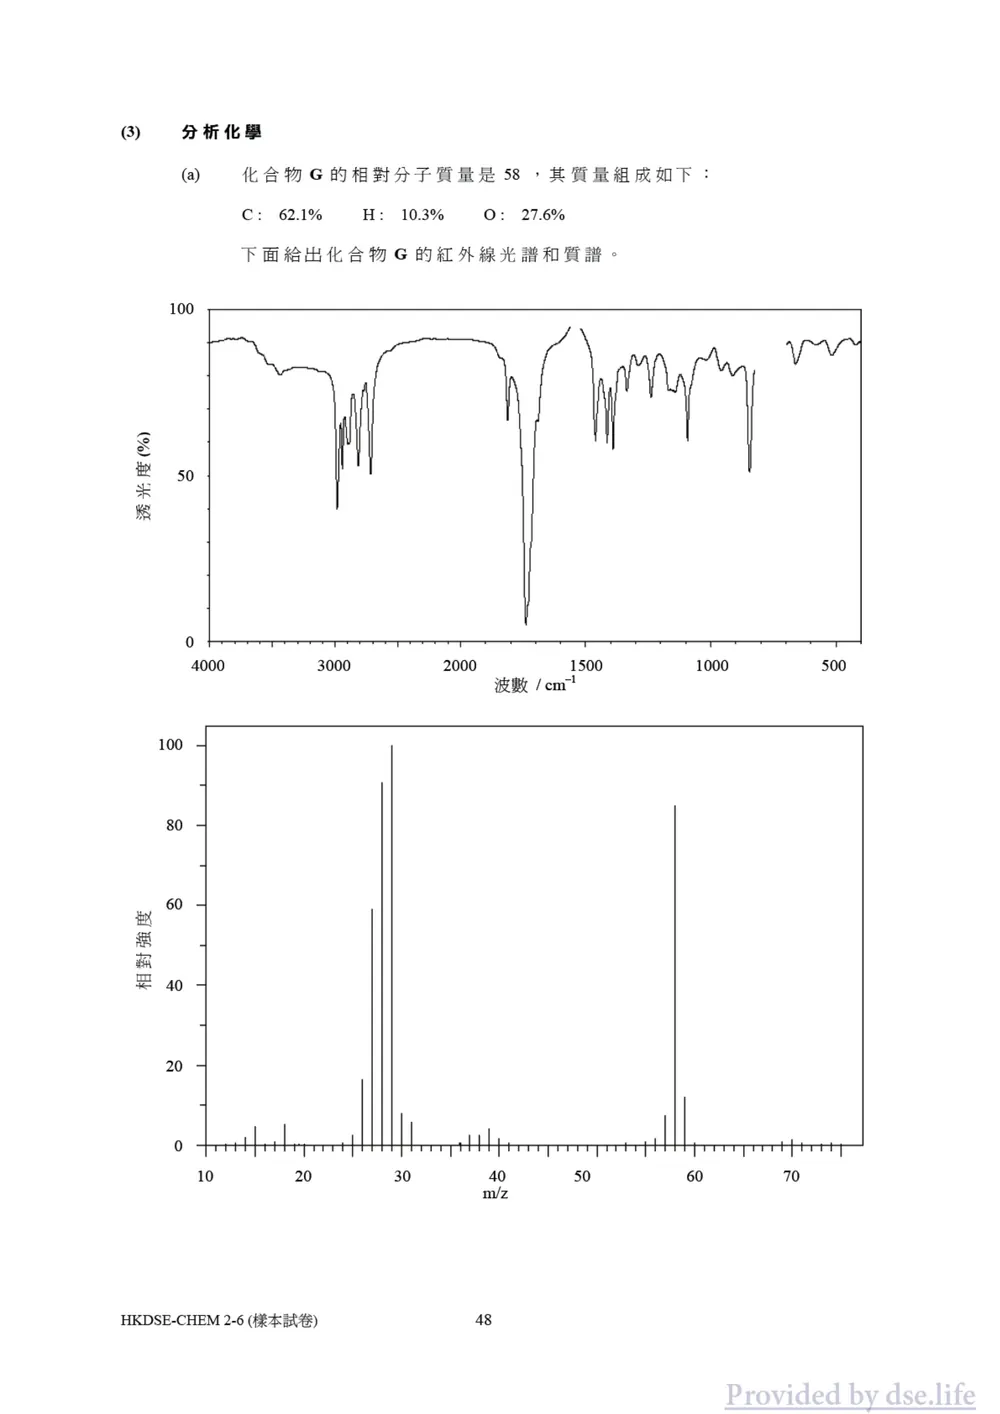 (3) 分析化學
(a) 化合物 G 的相對分子質量是 58 ，其質量組成如下：
C : 62.1% H : 10.3% O : 27.6%
下面給出化合物 G 的紅外線光譜和質譜。
100
50
0
透光度 (%)
4000 3000 2000 1500 1000 500
波數 / cm⁻¹
100
80
60
40
20
0
相對強度
10 20 30 40 50 60 70
m/z
HKDSE-CHEM 2-6 (樣本試卷) 48
Provided by dse.life